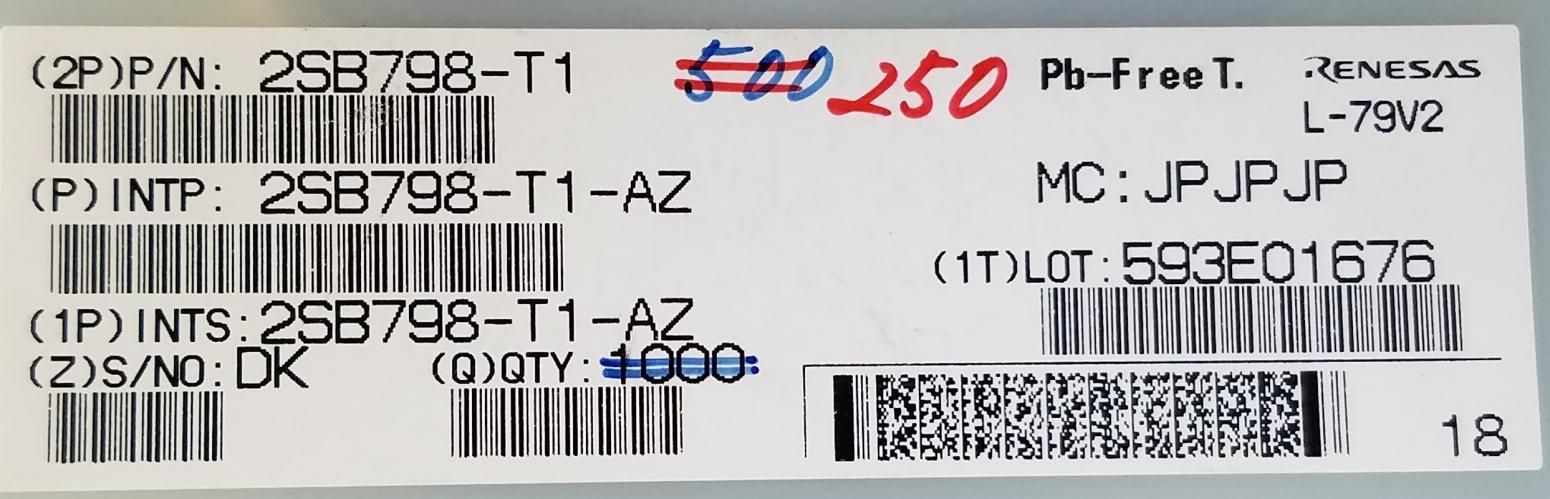 (2P)P/N: 2SB798-T1
500 250
Pb-Free T.
RENESAS
L-79V2
(P)INTP: 2SB798-T1-AZ
MC:JPJPJP
(1T)LOT:593E01676
(1P)INTS:2SB798-T1-AZ
(Z)S/NO:DK (Q)QTY:1000
18